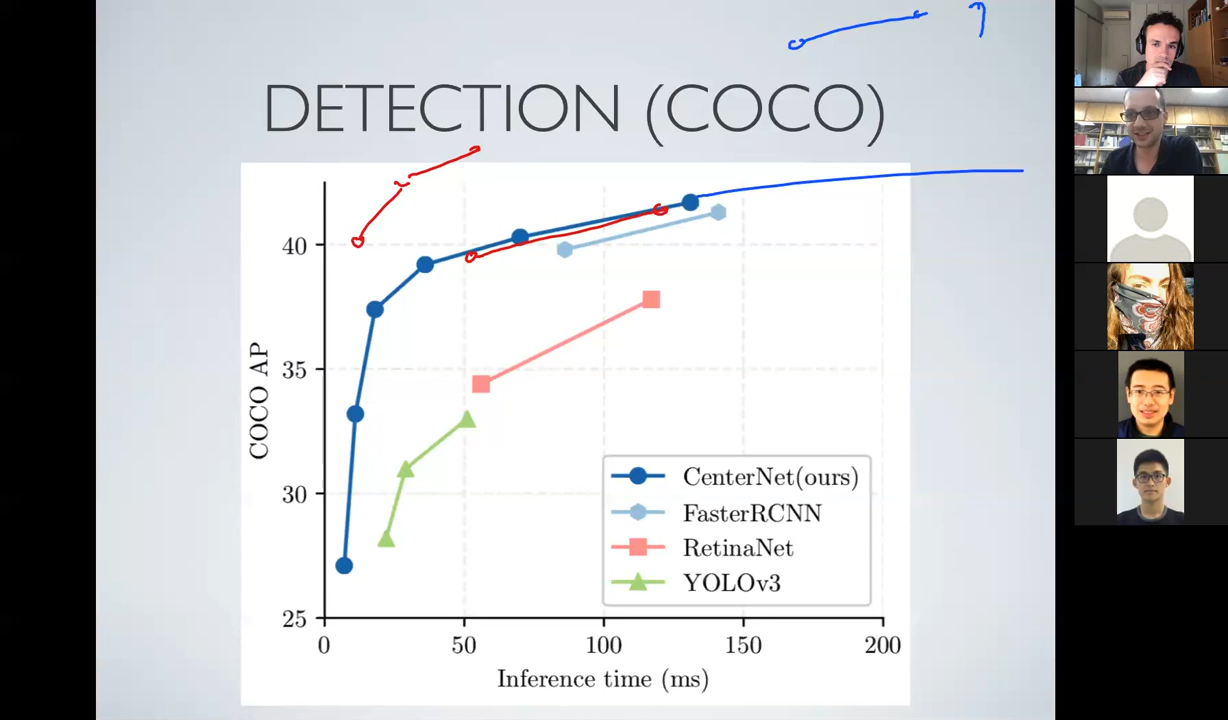 DETECTION (COCO)
COCO AP
40
35
30
25
0
50
100
150
200
Inference time (ms)
CenterNet(ours)
FasterRCNN
RetinaNet
YOLOv3